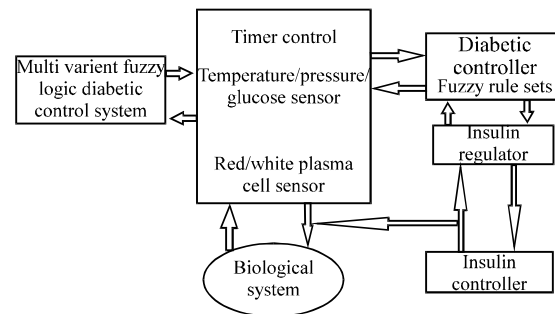 Multi varient fuzzy
logic diabetic
control system
Timer control
Temperature/pressure/
glucose sensor
Red/white plasma
cell sensor
Diabetic
controller
Fuzzy rule sets
Insulin
regulator
Biological
system
Insulin
controller